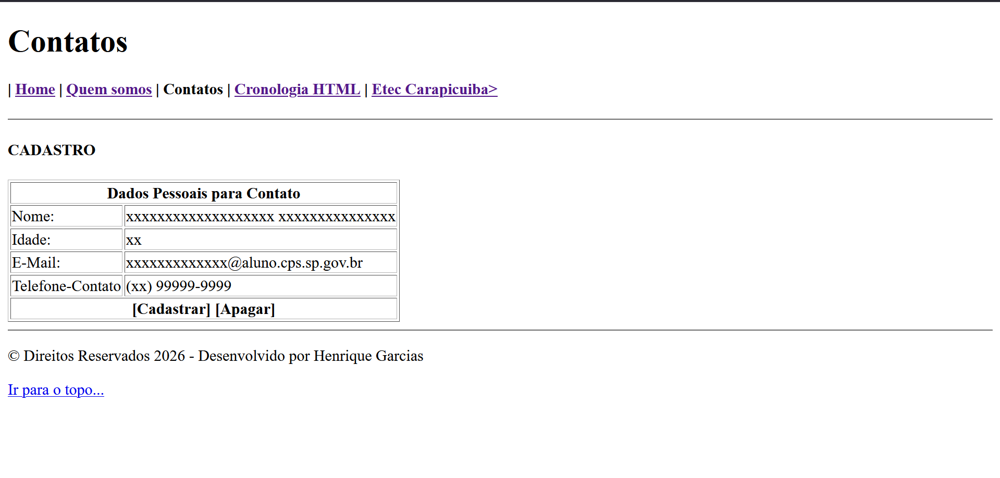 Contatos
| Home | Quem somos | Contatos | Cronologia HTML | Etec Carapicuiba>
CADASTRO
Dados Pessoais para Contato
Nome: xxxxxxxxxxxxxxxxxxx xxxxxxxxxxxxxxx
Idade: xx
E-Mail: xxxxxxxxxxxxx@aluno.cps.sp.gov.br
Telefone-Contato (xx) 99999-9999
[Cadastrar] [Apagar]
© Direitos Reservados 2026 - Desenvolvido por Henrique Garcias
Ir para o topo...